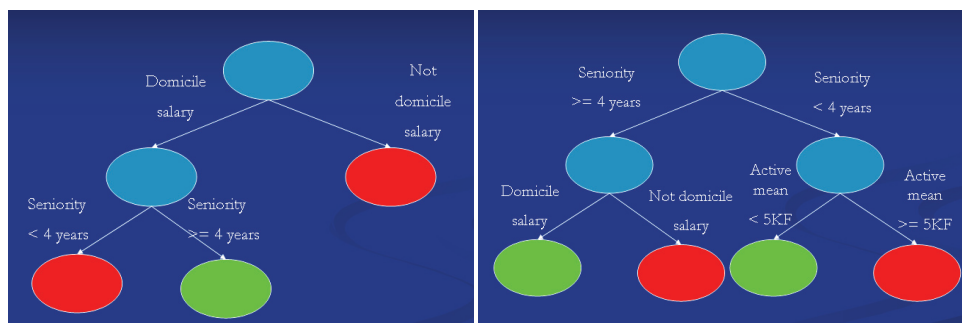 Domicile
salary
Not
domicile
salary
Seniority
< 4 years
Seniority
>= 4 years
Seniority
>= 4 years
Seniority
< 4 years
Domicile
salary
Not domicile
salary
Active
mean
< 5KF
Active
mean
>= 5KF